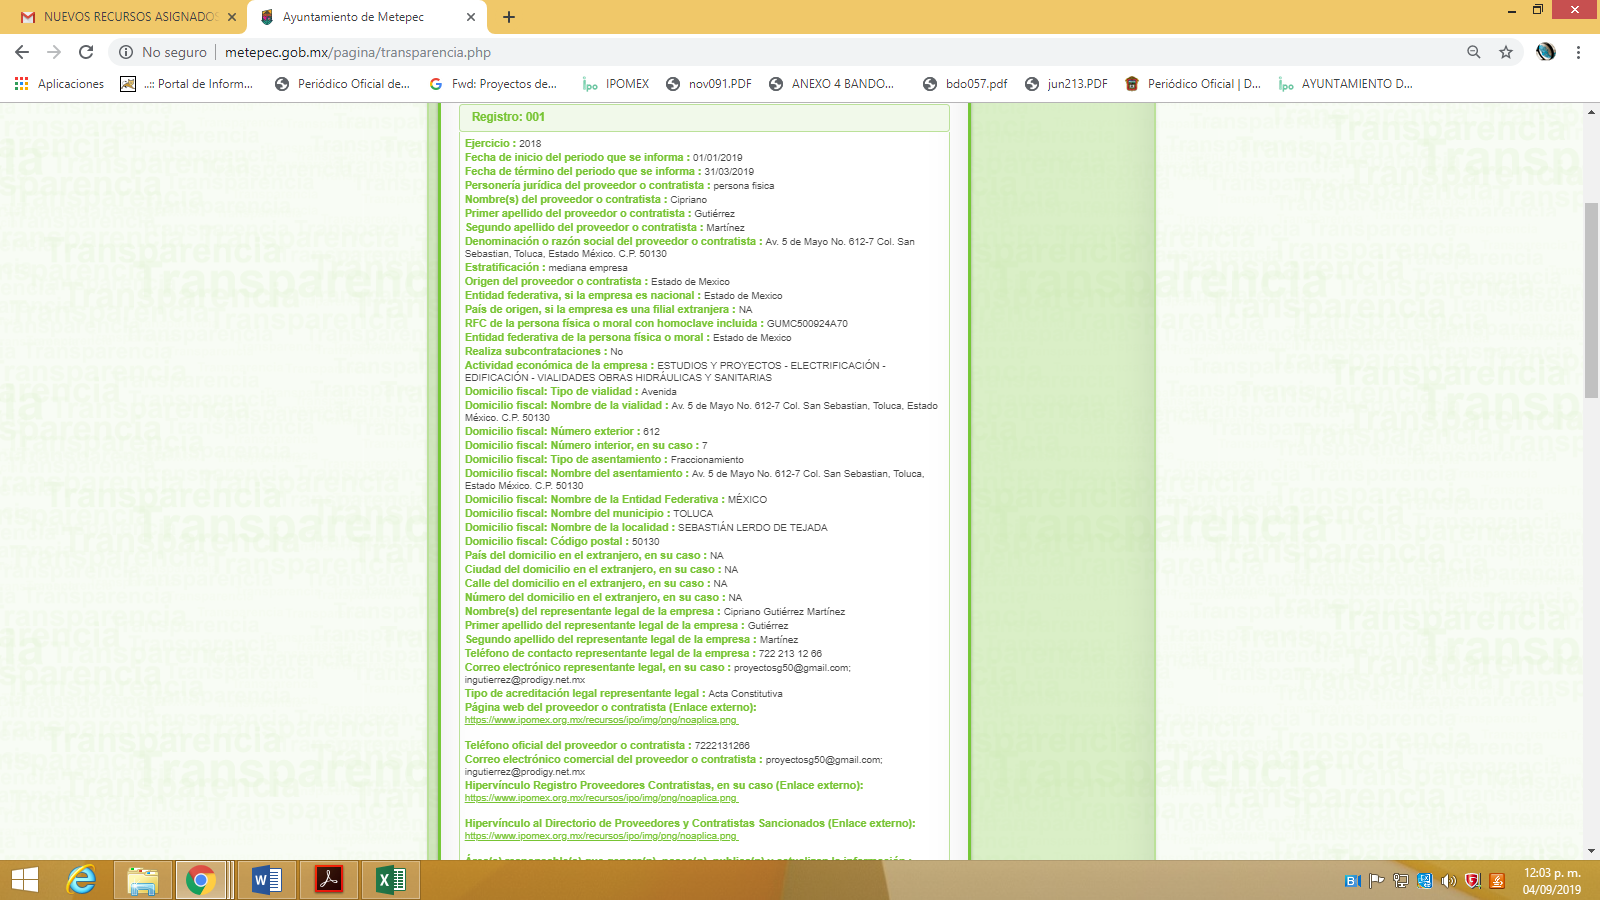 NUEVOS RECURSOS ASIGNADOS
Ayuntamiento de Metepec
No seguro
metepec.gob.mx/pagina/transparencia.php
Aplicaciones
..:: Portal de Inform...
Periódico Oficial de...
Fwd: Proyectos de...
IPOMEX
nov091.PDF
ANEXO 4 BANDO...
bdo057.pdf
jun213.PDF
Periódico Oficial | D...
AYUNTAMIENTO D...
Registro: 001
Ejercicio : 2018
Fecha de inicio del periodo que se informa : 01/01/2019
Fecha de término del periodo que se informa : 31/03/2019
Personería jurídica del proveedor o contratista : persona fisica
Nombre(s) del proveedor o contratista : Cipriano
Primer apellido del proveedor o contratista : Gutiérrez
Segundo apellido del proveedor o contratista : Martínez
Denominación o razón social del proveedor o contratista : Av. 5 de Mayo No. 612-7 Col. San
Sebastian, Toluca, Estado México. C.P. 50130
Estratificación : mediana empresa
Origen del proveedor o contratista : Estado de Mexico
Entidad federativa, si la empresa es nacional : Estado de Mexico
País de origen, si la empresa es una filial extranjera : NA
RFC de la persona física o moral con homoclave incluida : GUMC500924A70
Entidad federativa de la persona física o moral : Estado de Mexico
Realiza subcontrataciones : No
Actividad económica de la empresa : ESTUDIOS Y PROYECTOS - ELECTRIFICACIÓN -
EDIFICACIÓN - VIALIDADES OBRAS HIDRÁULICAS Y SANITARIAS
Domicilio fiscal: Tipo de vialidad : Avenida
Domicilio fiscal: Nombre de la vialidad : Av. 5 de Mayo No. 612-7 Col. San Sebastian, Toluca, Estado
México. C.P. 50130
Domicilio fiscal: Número exterior : 612
Domicilio fiscal: Número interior, en su caso : 7
Domicilio fiscal: Tipo de asentamiento : Fraccionamiento
Domicilio fiscal: Nombre del asentamiento : Av. 5 de Mayo No. 612-7 Col. San Sebastian, Toluca,
Estado México. C.P. 50130
Domicilio fiscal: Nombre de la Entidad Federativa : MÉXICO
Domicilio fiscal: Nombre del municipio : TOLUCA
Domicilio fiscal: Nombre de la localidad : SEBASTIÁN LERDO DE TEJADA
Domicilio fiscal: Código postal : 50130
País del domicilio en el extranjero, en su caso : NA
Ciudad del domicilio en el extranjero, en su caso : NA
Calle del domicilio en el extranjero, en su caso : NA
Número del domicilio en el extranjero, en su caso : NA
Nombre(s) del representante legal de la empresa : Cipriano Gutiérrez Martínez
Primer apellido del representante legal de la empresa : Gutiérrez
Segundo apellido del representante legal de la empresa : Martínez
Teléfono de contacto representante legal de la empresa : 722 213 12 66
Correo electrónico representante legal, en su caso : proyectosg50@gmail.com;
ingutierrez@prodigy.net.mx
Tipo de acreditación legal representante legal : Acta Constitutiva
Página web del proveedor o contratista (Enlace externo):
https://www.ipomex.org.mx/recursos/ipo/img/png/noaplica.png
Teléfono oficial del proveedor o contratista : 7222131266
Correo electrónico comercial del proveedor o contratista : proyectosg50@gmail.com;
ingutierrez@prodigy.net.mx
Hipervínculo Registro Proveedores Contratistas, en su caso (Enlace externo):
https://www.ipomex.org.mx/recursos/ipo/img/png/noaplica.png
Hipervínculo al Directorio de Proveedores y Contratistas Sancionados (Enlace externo):
https://www.ipomex.org.mx/recursos/ipo/img/png/noaplica.png
Área(s) responsable(s) que genera(n), posee(n), publica(n) y actualizan la información :
12:03 p. m.
04/09/2019